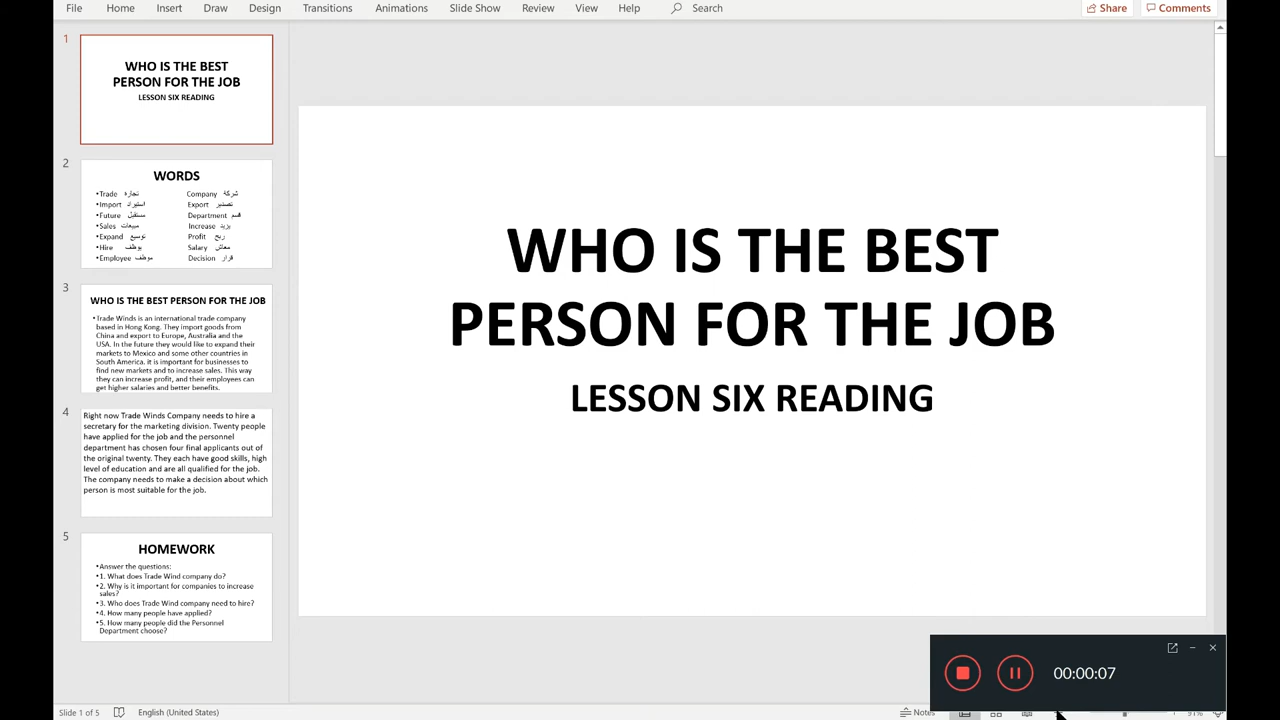 File Home Insert Draw Design Transitions Animations Slide Show Review View Help Search Share Comments
1
WHO IS THE BEST
PERSON FOR THE JOB
LESSON SIX READING
2
WORDS
•Trade تجارة Company شركة
•Import استيراد Export تصدير
•Future مستقبل Department قسم
•Sales مبيعات Increase يزيد
•Expand توسيع Profit ربح
•Hire يوظف Salary معاش
•Employee موظف Decision قرار
3
WHO IS THE BEST PERSON FOR THE JOB
•Trade Winds is an international trade company
based in Hong Kong. They import goods from
China and export to Europe, Australia and the
USA. In the future they would like to expand their
markets to Mexico and some other countries in
South America. it is important for businesses to
find new markets and to increase sales. This way
they can increase profit, and their employees can
get higher salaries and better benefits.
4
Right now Trade Winds Company needs to hire a
secretary for the marketing division. Twenty people
have applied for the job and the personnel
department has chosen four final applicants out of
the original twenty. They each have good skills, high
level of education and are all qualified for the job.
The company needs to make a decision about which
person is most suitable for the job.
5
HOMEWORK
•Answer the questions:
•1. What does Trade Wind company do?
•2. Why is it important for companies to increase
sales?
•3. Who does Trade Wind company need to hire?
•4. How many people have applied?
•5. How many people did the Personnel
Department choose?
WHO IS THE BEST
PERSON FOR THE JOB
LESSON SIX READING
00:00:07
Slide 1 of 5 English (United States) Notes 91%